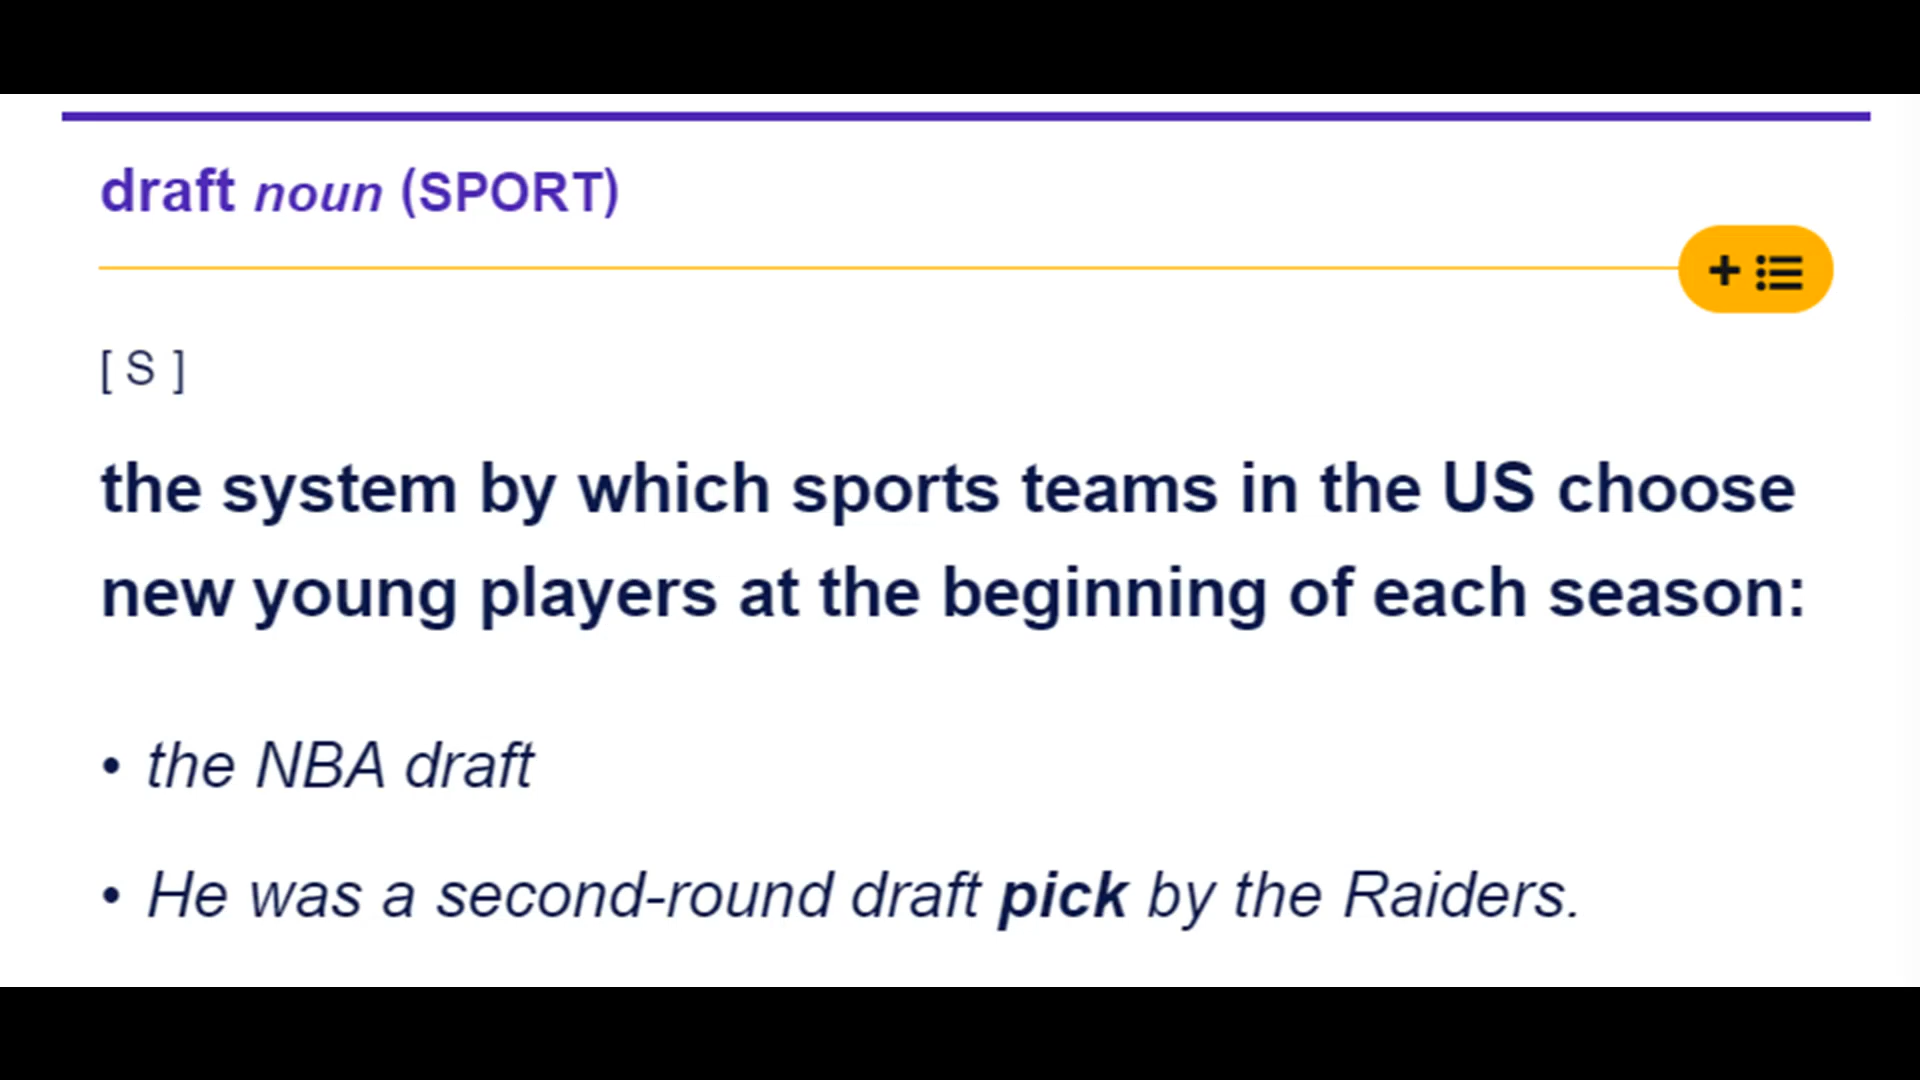 draft noun (SPORT)
[ S ]
the system by which sports teams in the US choose
new young players at the beginning of each season:
• the NBA draft
• He was a second-round draft pick by the Raiders.